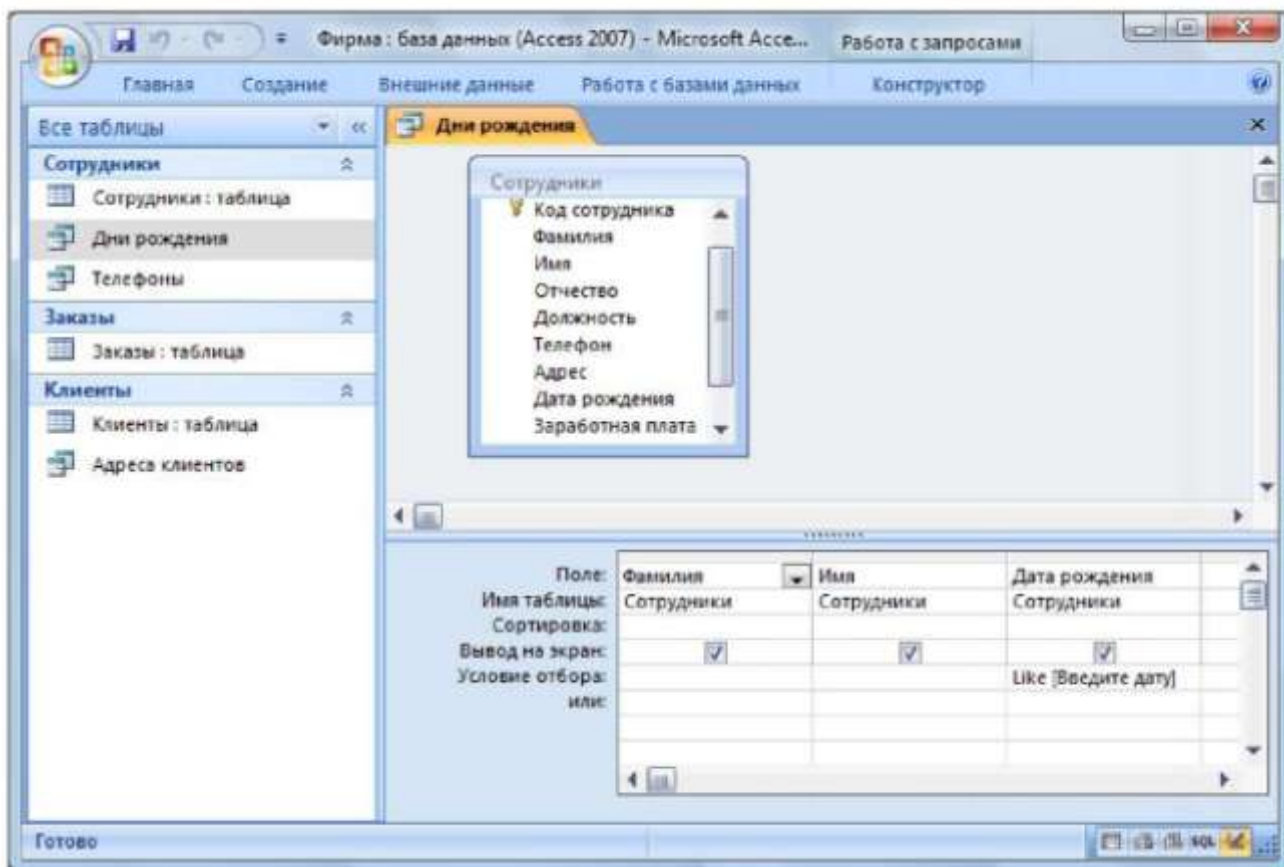 Фирма : база данных (Access 2007) - Microsoft Acce...
Работа с запросами
Главная
Создание
Внешние данные
Работа с базами данных
Конструктор
Все таблицы
Сотрудники
Сотрудники : таблица
Дни рождения
Телефоны
Заказы
Заказы : таблица
Клиенты
Клиенты : таблица
Адреса клиентов
Дни рождения
Сотрудники
Код сотрудника
Фамилия
Имя
Отчество
Должность
Телефон
Адрес
Дата рождения
Заработная плата
Поле: Фамилия Имя Дата рождения
Имя таблицы: Сотрудники Сотрудники Сотрудники
Сортировка:
Вывод на экран:
Условие отбора: Like [Введите дату]
или:
Готово
SQL